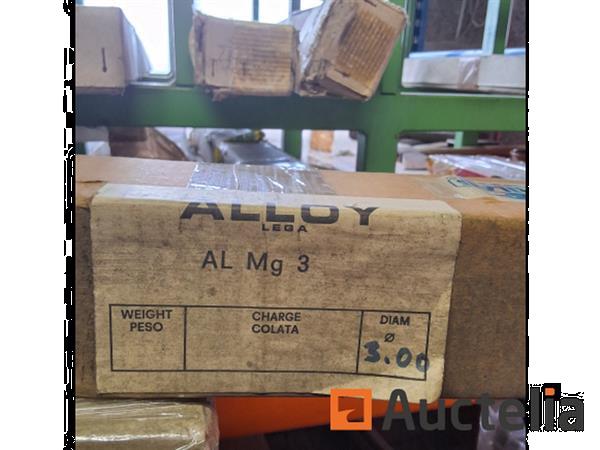 ALLOY
LEGA
AL Mg 3
WEIGHT
PESO
CHARGE
COLATA
DIAM
Ø
3.00
Auctelia